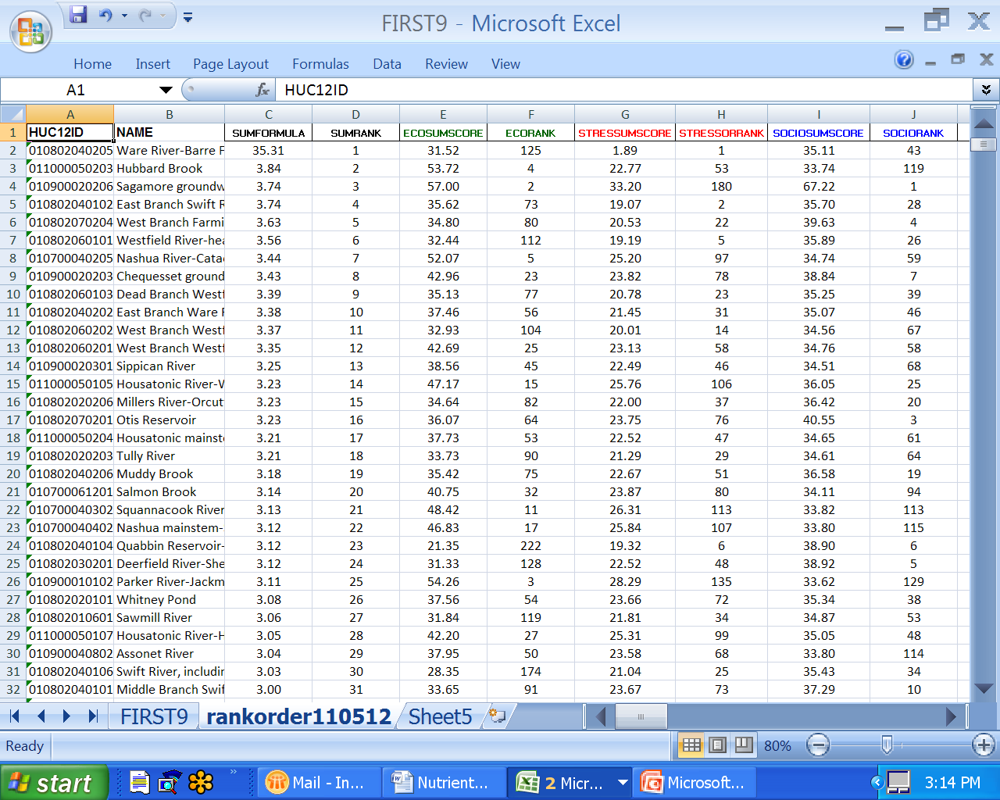 FIRST9 - Microsoft Excel
Home Insert Page Layout Formulas Data Review View
A1 fx HUC12ID
A B C D E F G H I J
1 HUC12ID NAME SUMFORMULA SUMRANK ECOSUMSCORE ECORANK STRESSUMSCORE STRESSORRANK SOCIOSUMSCORE SOCIORANK
2 010802040205 Ware River-Barre F 35.31 1 31.52 125 1.89 1 35.11 43
3 011000050203 Hubbard Brook 3.84 2 53.72 4 22.77 53 33.74 119
4 010900020206 Sagamore groundw 3.74 3 57.00 2 33.20 180 67.22 1
5 010802040102 East Branch Swift R 3.74 4 35.62 73 19.07 2 35.70 28
6 010802070204 West Branch Farmi 3.63 5 34.80 80 20.53 22 39.63 4
7 010802060101 Westfield River-hea 3.56 6 32.44 112 19.19 5 35.89 26
8 010700040205 Nashua River-Cata 3.44 7 52.07 5 25.20 97 34.74 59
9 010900020203 Chequesset ground 3.43 8 42.96 23 23.82 78 38.84 7
10 010802060103 Dead Branch Westf 3.39 9 35.13 77 20.78 23 35.25 39
11 010802040202 East Branch Ware F 3.38 10 37.46 56 21.45 31 35.07 46
12 010802060202 West Branch Westf 3.37 11 32.93 104 20.01 14 34.56 67
13 010802060201 West Branch Westf 3.35 12 42.69 25 23.13 58 34.76 58
14 010900020301 Sippican River 3.25 13 38.56 45 22.49 46 34.51 68
15 011000050105 Housatonic River-W 3.23 14 47.17 15 25.76 106 36.05 25
16 010802020206 Millers River-Orcut 3.23 15 34.64 82 22.00 37 36.42 20
17 010802070201 Otis Reservoir 3.23 16 36.07 64 23.75 76 40.55 3
18 011000050204 Housatonic mainst 3.21 17 37.73 53 22.52 47 34.65 61
19 010802020203 Tully River 3.21 18 33.73 90 21.29 29 34.61 64
20 010802040206 Muddy Brook 3.18 19 35.42 75 22.67 51 36.58 19
21 010700061201 Salmon Brook 3.14 20 40.75 32 23.87 80 34.11 94
22 010700040302 Squannacook River 3.13 21 48.42 11 26.31 113 33.82 113
23 010700040402 Nashua mainstem- 3.12 22 46.83 17 25.84 107 33.80 115
24 010802040104 Quabbin Reservoir- 3.12 23 21.35 222 19.32 6 38.90 6
25 010802030201 Deerfield River-She 3.12 24 31.33 128 22.52 48 38.92 5
26 010900010102 Parker River-Jackm 3.11 25 54.26 3 28.29 135 33.62 129
27 010802020101 Whitney Pond 3.08 26 37.56 54 23.66 72 35.34 38
28 010802010601 Sawmill River 3.06 27 31.84 119 21.81 34 34.87 53
29 011000050107 Housatonic River-H 3.05 28 42.20 27 25.31 99 35.05 48
30 010900040802 Assonet River 3.04 29 37.95 50 23.58 68 33.80 114
31 010802040106 Swift River, includin 3.03 30 28.35 174 21.04 25 35.43 34
32 010802040101 Middle Branch Swif 3.00 31 33.65 91 23.67 73 37.29 10
FIRST9 rankorder110512 Sheet5
Ready 80%
start Mail - In... Nutrient... 2 Micr... Microsoft... 3:14 PM